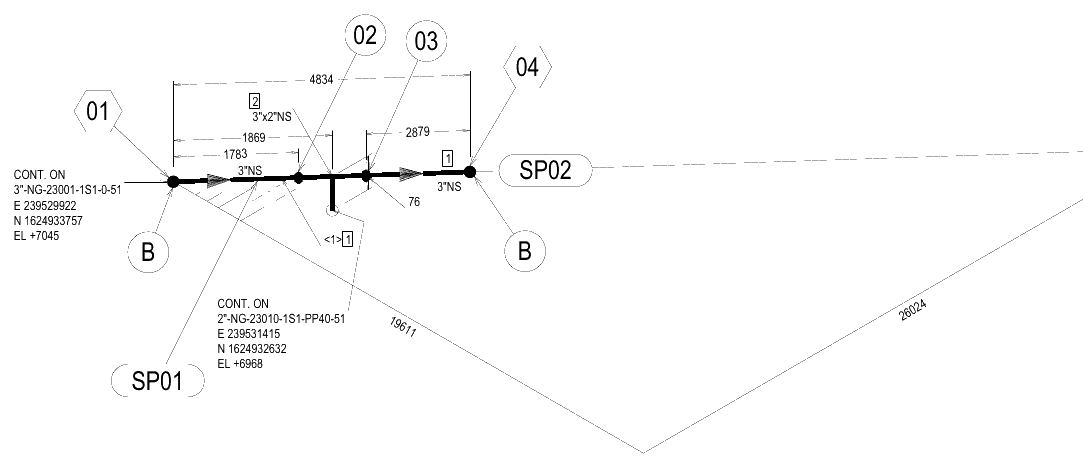 02
03
4834
04
01
2
3"x2"NS
1869
2879
1783
3"NS
1
SP02
CONT. ON
3"-NG-23001-1S1-0-51
E 239529922
N 1624933757
EL +7045
3"NS
76
B
<1> 1
B
CONT. ON
2"-NG-23010-1S1-PP40-51
E 239531415
N 1624932632
EL +6968
19611
26024
SP01